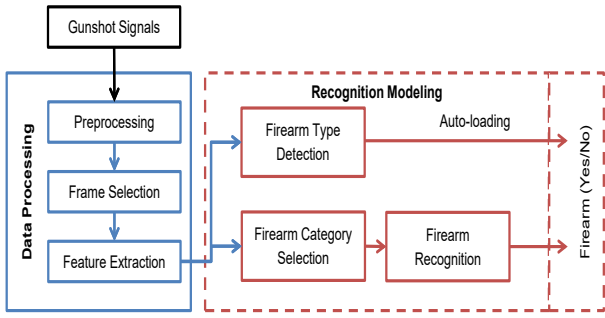 Gunshot Signals
Data Processing
Preprocessing
Frame Selection
Feature Extraction
Recognition Modeling
Firearm Type
Detection
Auto-loading
Firearm Category
Selection
Firearm
Recognition
Firearm (Yes/No)